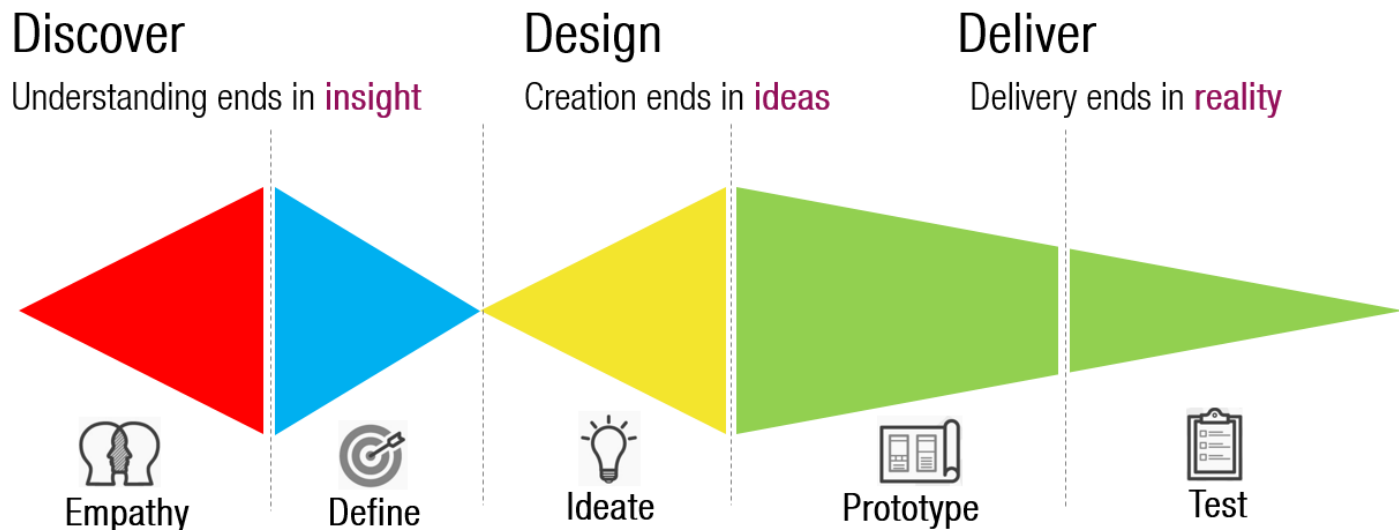 Discover
Understanding ends in insight
Design
Creation ends in ideas
Deliver
Delivery ends in reality
Empathy
Define
Ideate
Prototype
Test